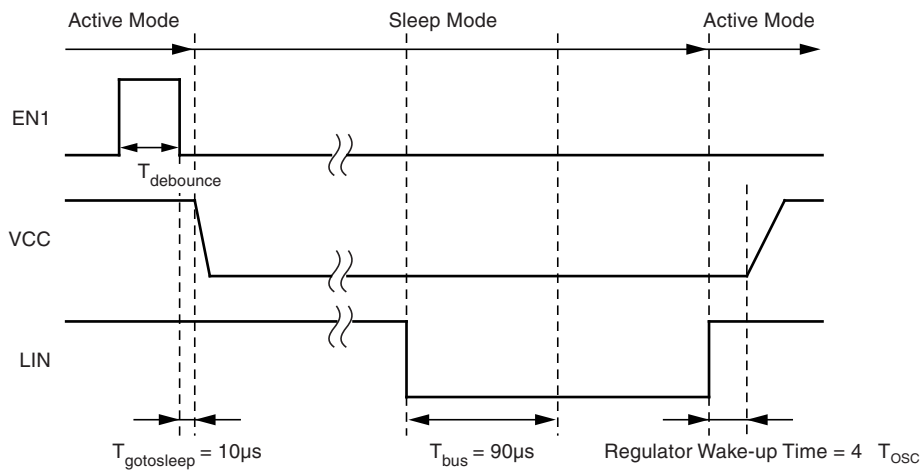 Active Mode Sleep Mode Active Mode
EN1
Tdebounce
VCC
LIN
Tgotosleep = 10µs Tbus = 90µs Regulator Wake-up Time = 4 TOSC